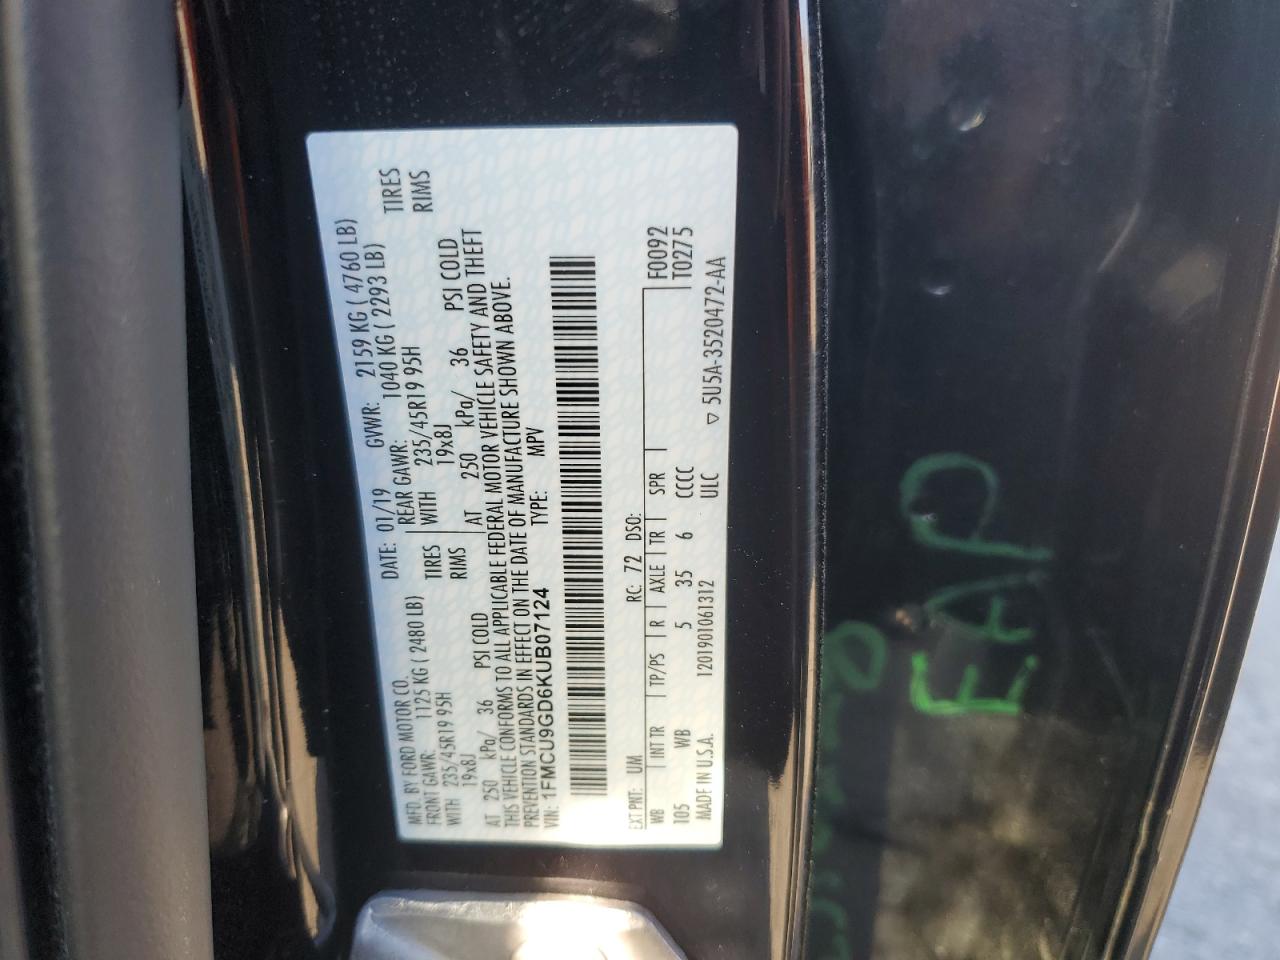 MFD. BY FORD MOTOR CO.
DATE: 01/19 GVWR: 2159 KG ( 4760 LB)
FRONT GAWR: 1125 KG ( 2480 LB) REAR GAWR: 1040 KG ( 2293 LB)
WITH 235/45R19 95H TIRES WITH 235/45R19 95H TIRES
19x8J RIMS 19x8J RIMS
AT 250 kPa/ 36 PSI COLD AT 250 kPa/ 36 PSI COLD
THIS VEHICLE CONFORMS TO ALL APPLICABLE FEDERAL MOTOR VEHICLE SAFETY AND THEFT
PREVENTION STANDARDS IN EFFECT ON THE DATE OF MANUFACTURE SHOWN ABOVE.
VIN: 1FMCU9GD6KUB07124 TYPE: MPV
EXT PNT: UM RC: 72 DSO: F0092
WB INT TR TP/PS R AXLE TR SPR T0275
105 WB 5 35 6 CCCC
MADE IN U.S.A. 1201901061312 ULC ▽ 5U5A-3520472-AA
EAP